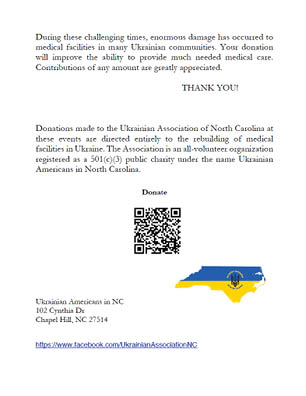 During these challenging times, enormous damage has occurred to
medical facilities in many Ukrainian communities. Your donation
will improve the ability to provide much needed medical care.
Contributions of any amount are greatly appreciated.
THANK YOU!
Donations made to the Ukrainian Association of North Carolina at
these events are directed entirely to the rebuilding of medical
facilities in Ukraine. The Association is an all-volunteer organization
registered as a 501(c)(3) public charity under the name Ukrainian
Americans in North Carolina.
Donate
Ukrainian Americans in NC
102 Cynthia Dr
Chapel Hill, NC 27514
https://www.facebook.com/UkrainianAssociationNC